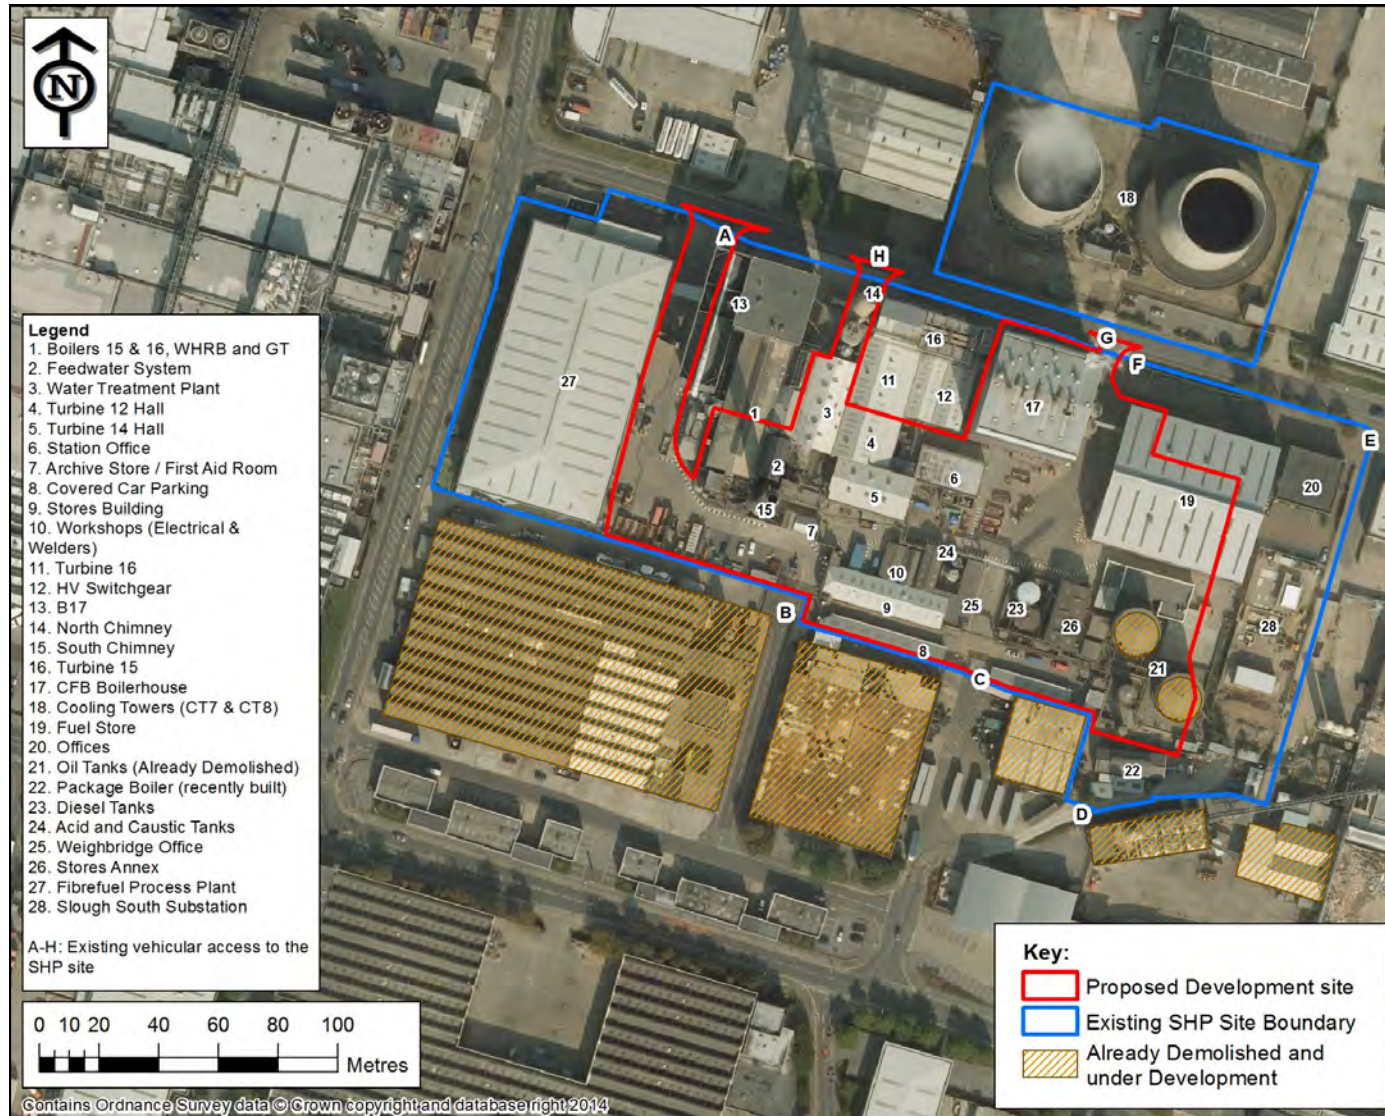 N
A
H
G
F
E
B
C
D
13
14
16
11
12
17
18
27
1
3
4
2
5
6
15
7
19
20
24
10
9
25
23
26
8
21
28
22
Legend
1. Boilers 15 & 16, WHRB and GT
2. Feedwater System
3. Water Treatment Plant
4. Turbine 12 Hall
5. Turbine 14 Hall
6. Station Office
7. Archive Store / First Aid Room
8. Covered Car Parking
9. Stores Building
10. Workshops (Electrical &
Welders)
11. Turbine 16
12. HV Switchgear
13. B17
14. North Chimney
15. South Chimney
16. Turbine 15
17. CFB Boilerhouse
18. Cooling Towers (CT7 & CT8)
19. Fuel Store
20. Offices
21. Oil Tanks (Already Demolished)
22. Package Boiler (recently built)
23. Diesel Tanks
24. Acid and Caustic Tanks
25. Weighbridge Office
26. Stores Annex
27. Fibrefuel Process Plant
28. Slough South Substation
A-H: Existing vehicular access to the
SHP site
0 10 20 40 60 80 100
Metres
Key:
Proposed Development site
Existing SHP Site Boundary
Already Demolished and
under Development
Contains Ordnance Survey data © Crown copyright and database right 2014